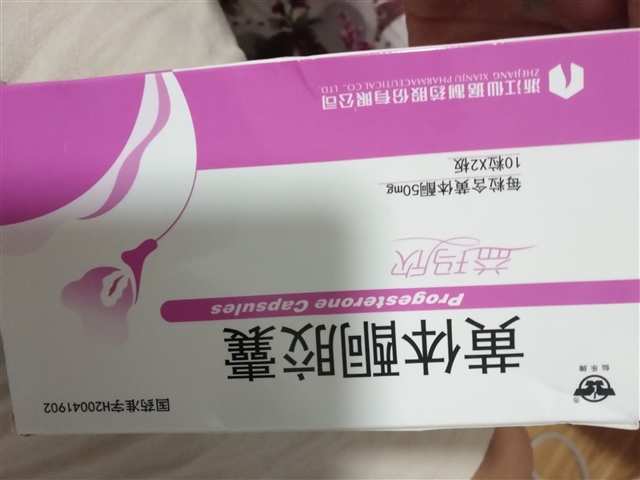 国药准字H20041902
仙乐牌
黄体酮胶囊
Progesterone Capsules
益玛欣
每粒含黄体酮50mg
10粒X2板
浙江仙琚制药股份有限公司
ZHEJIANG XIANJU PHARMACEUTICAL CO., LTD.